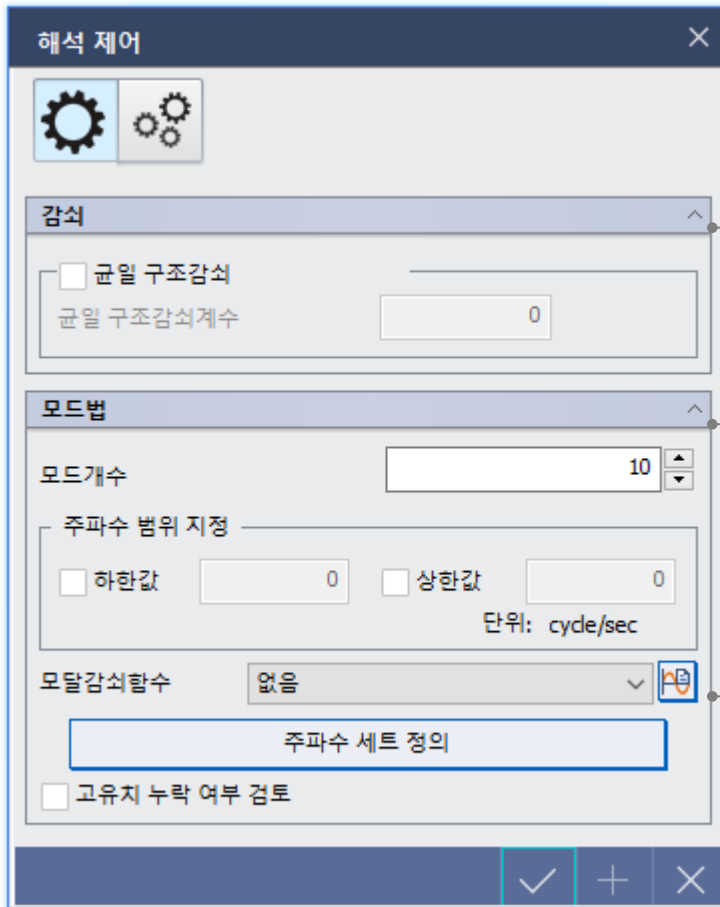 해석 제어
감쇠
균일 구조감쇠
균일 구조감쇠계수 0
모드법
모드개수 10
주파수 범위 지정
하한값 0 상한값 0
단위: cycle/sec
모달감쇠함수 없음
주파수 세트 정의
고유치 누락 여부 검토